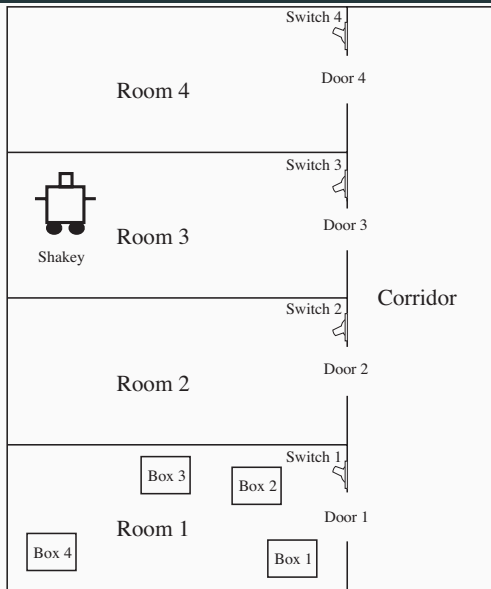 Switch 4
Door 4
Room 4
Switch 3
Door 3
Room 3
Shakey
Corridor
Switch 2
Door 2
Room 2
Switch 1
Box 3
Box 2
Door 1
Room 1
Box 4
Box 1